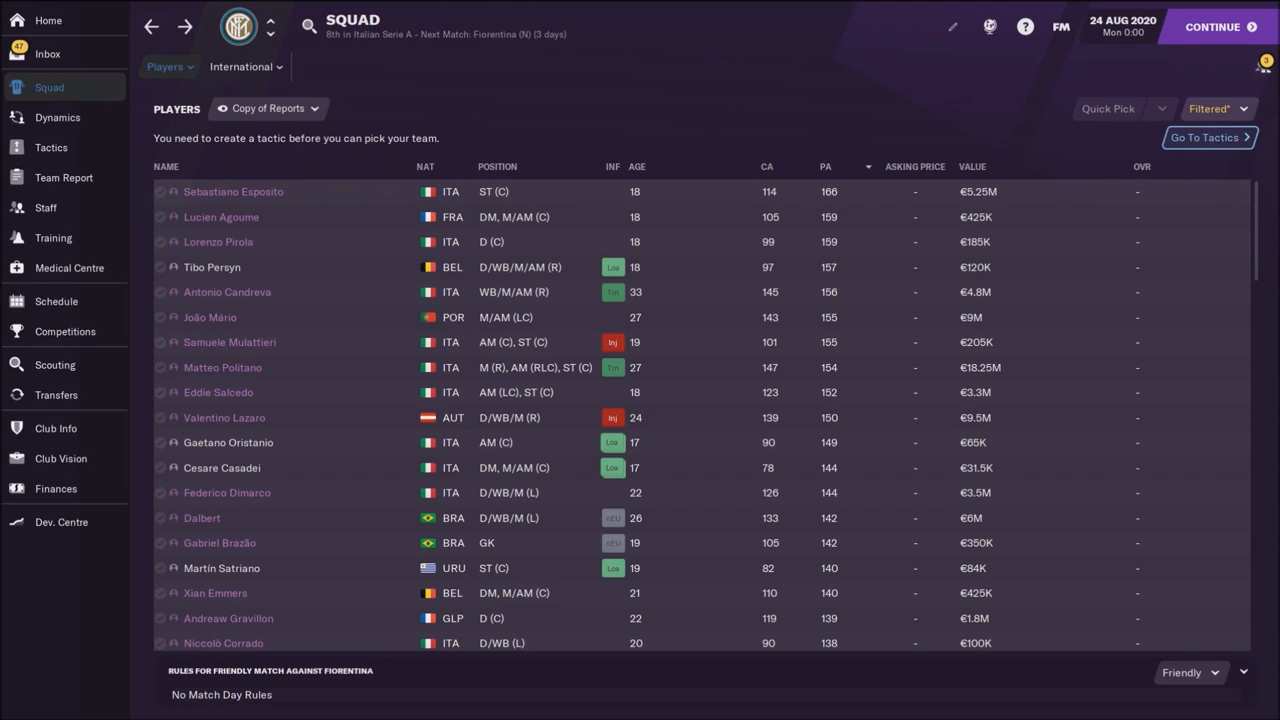 Home
47
Inbox
Squad
Dynamics
Tactics
Team Report
Staff
Training
Medical Centre
Schedule
Competitions
Scouting
Transfers
Club Info
Club Vision
Finances
Dev. Centre
SQUAD
8th in Italian Serie A - Next Match: Fiorentina (N) (3 days)
? FM 24 AUG 2020
Mon 0:00
CONTINUE
Players International
3
PLAYERS Copy of Reports Quick Pick Filtered*
You need to create a tactic before you can pick your team. Go To Tactics
NAME NAT POSITION INF AGE CA PA ASKING PRICE VALUE OVR
Sebastiano Esposito ITA ST (C) 18 114 166 - €5.25M -
Lucien Agoume FRA DM, M/AM (C) 18 105 159 - €425K -
Lorenzo Pirola ITA D (C) 18 99 159 - €185K -
Tibo Persyn BEL D/WB/M/AM (R) Loa 18 97 157 - €120K -
Antonio Candreva ITA WB/M/AM (R) Trn 33 145 156 - €4.8M -
João Mário POR M/AM (LC) 27 143 155 - €9M -
Samuele Mulattieri ITA AM (C), ST (C) Inj 19 101 155 - €205K -
Matteo Politano ITA M (R), AM (RLC), ST (C) Trn 27 147 154 - €18.25M -
Eddie Salcedo ITA AM (LC), ST (C) 18 123 152 - €3.3M -
Valentino Lazaro AUT D/WB/M (R) Inj 24 139 150 - €9.5M -
Gaetano Oristanio ITA AM (C) Loa 17 90 149 - €65K -
Cesare Casadei ITA DM, M/AM (C) Loa 17 78 144 - €31.5K -
Federico Dimarco ITA D/WB/M (L) 22 126 144 - €3.5M -
Dalbert BRA D/WB/M (L) nEU 26 133 142 - €6M -
Gabriel Brazão BRA GK nEU 19 105 142 - €350K -
Martín Satriano URU ST (C) Loa 19 82 140 - €84K -
Xian Emmers BEL DM, M/AM (C) 21 110 140 - €425K -
Andreaw Gravillon GLP D (C) 22 119 139 - €1.8M -
Niccolò Corrado ITA D/WB (L) 20 90 138 - €100K -
RULES FOR FRIENDLY MATCH AGAINST FIORENTINA Friendly
No Match Day Rules